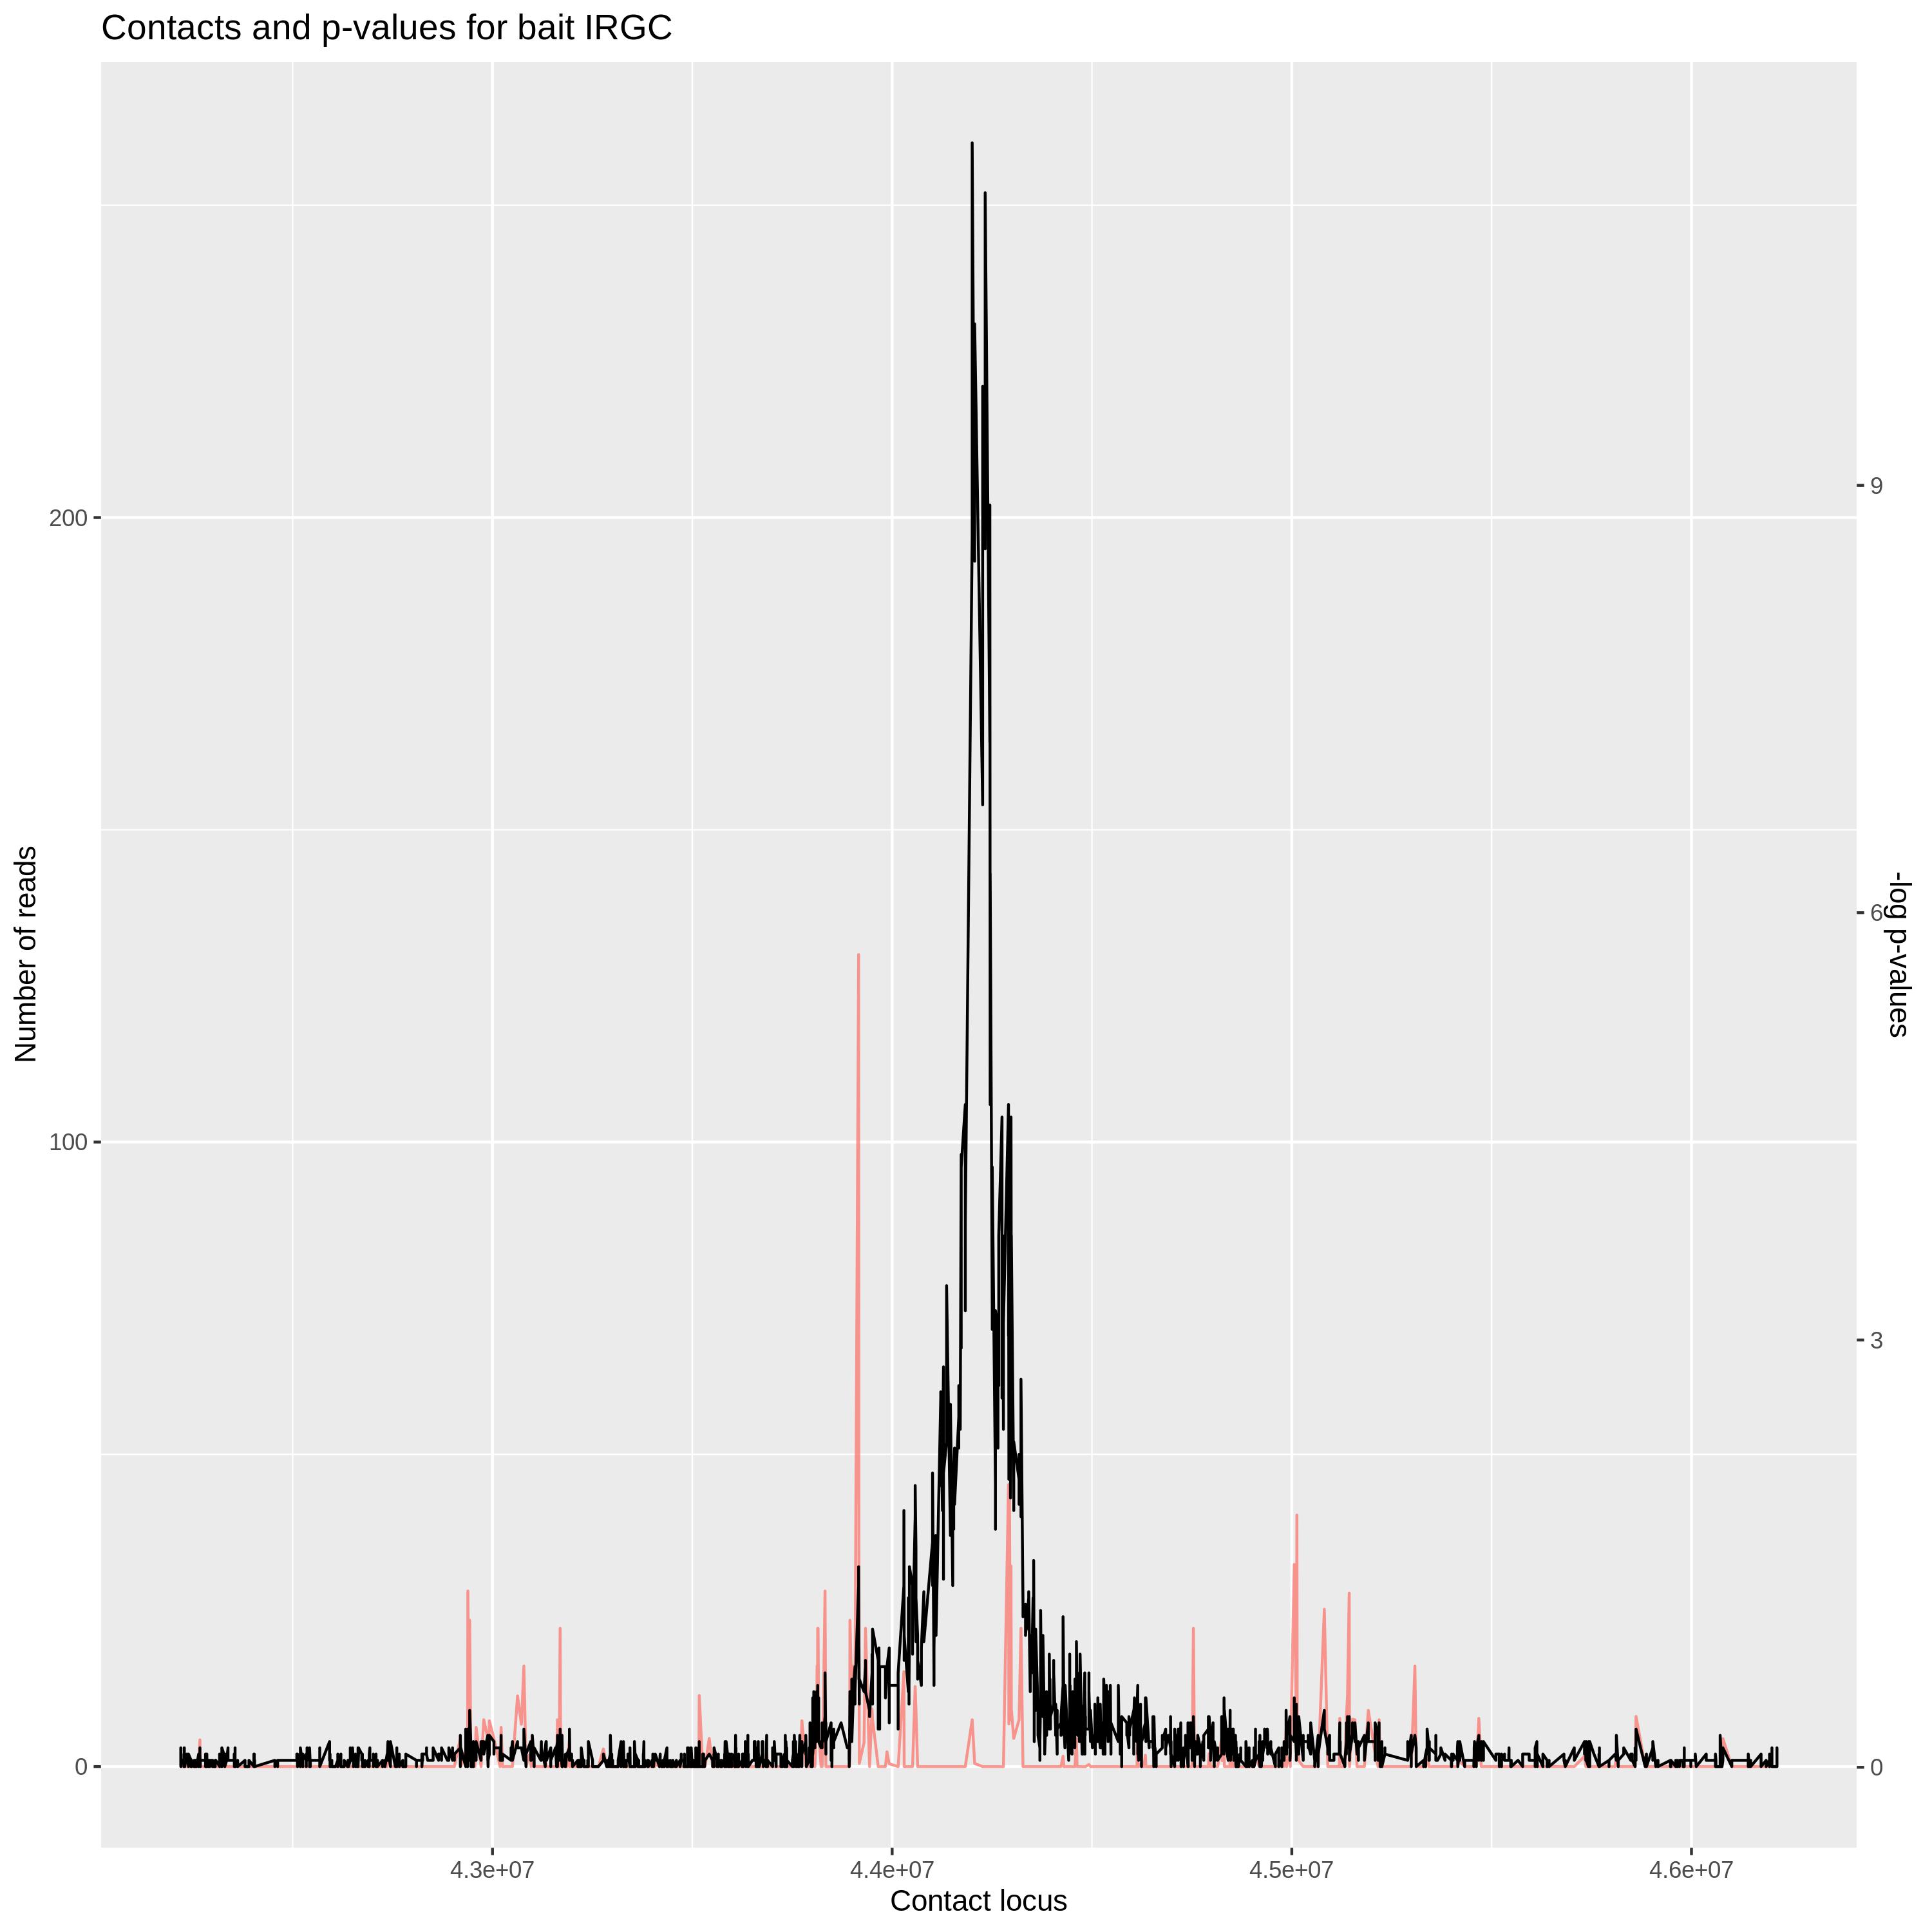 Contacts and p-values for bait IRGC
Number of reads
200
100
0
9
6
3
0
-log p-values
4.3e+07
4.4e+07
4.5e+07
4.6e+07
Contact locus